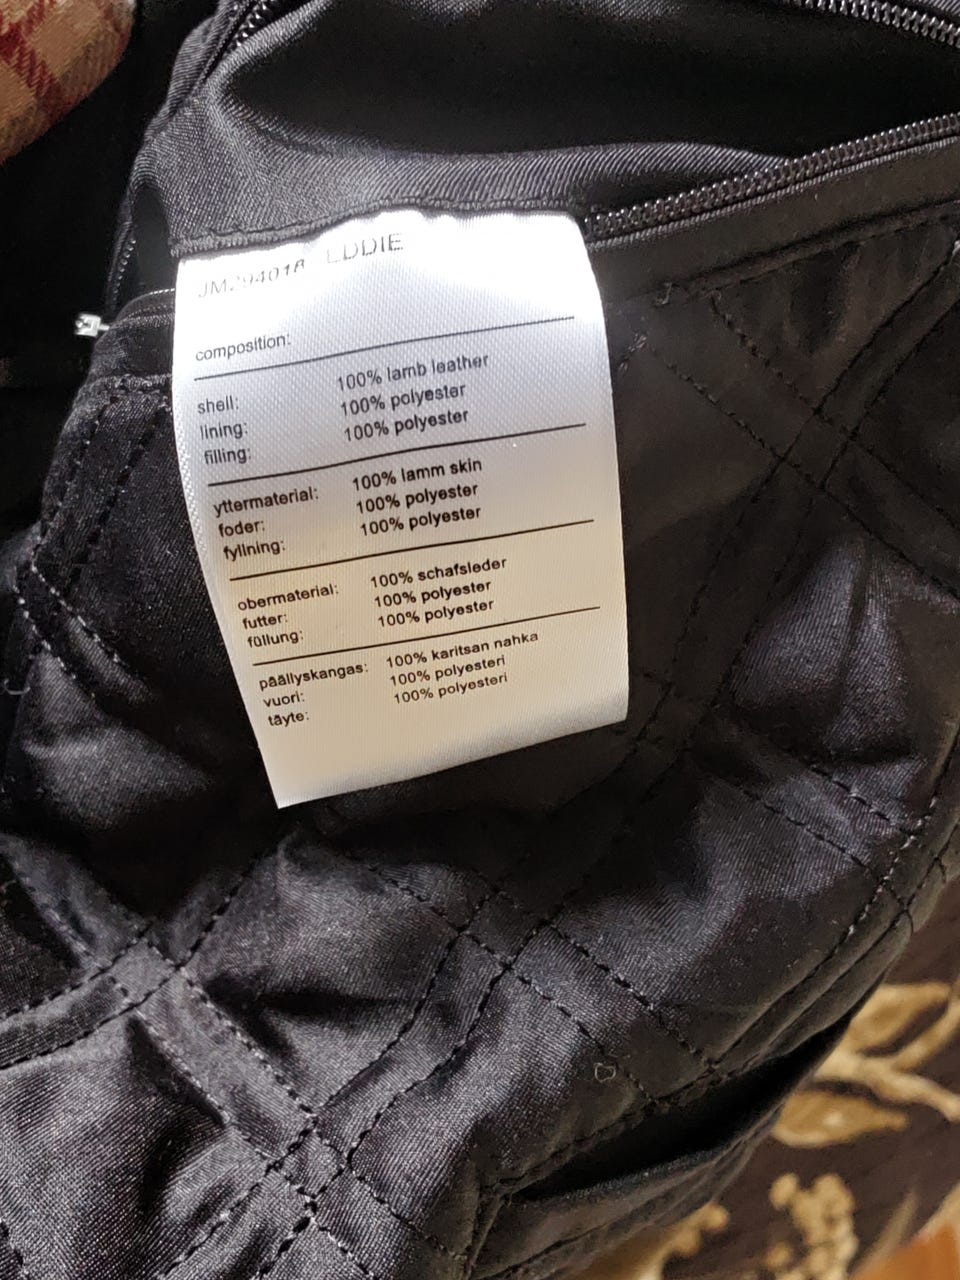 EDDIE
composition:
shell: 100% lamb leather
lining: 100% polyester
filling: 100% polyester
yttermaterial: 100% lamm skin
foder: 100% polyester
fyllning: 100% polyester
obermaterial: 100% schafsleder
futter: 100% polyester
füllung: 100% polyester
päällyskangas: 100% karitsan nahka
vuori: 100% polyesteri
täyte: 100% polyesteri